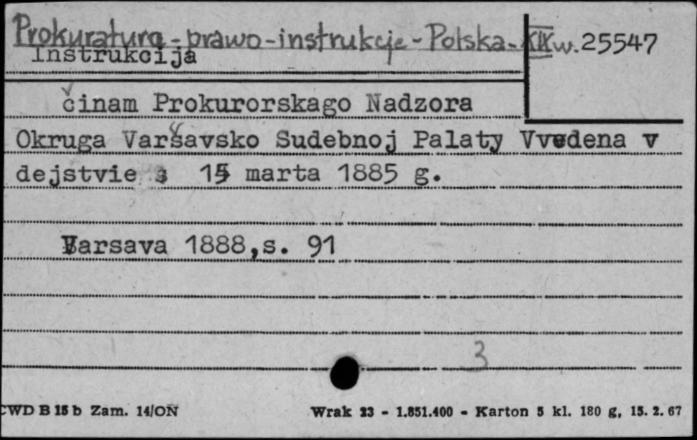 Prokuratura - prawo - instrukcje - Polska - XIX w. 25547
Instrukcija
činam Prokurorskago Nadzora
Okruga Varšavsko Sudebnoj Palaty Vvedena v
dejstvie s 15 marta 1885 g.
Varsava 1888,s. 91
3
CWD B 15 b Zam. 14/ON Wrak 23 - 1.851.400 - Karton 5 kl. 180 g, 15. 2. 67